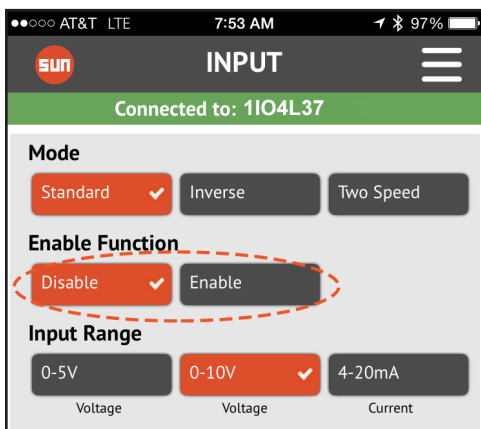 AT&T LTE 7:53 AM 97%
sun INPUT
Connected to: 1IO4L37
Mode
Standard Inverse Two Speed
Enable Function
Disable Enable
Input Range
0-5V 0-10V 4-20mA
Voltage Voltage Current